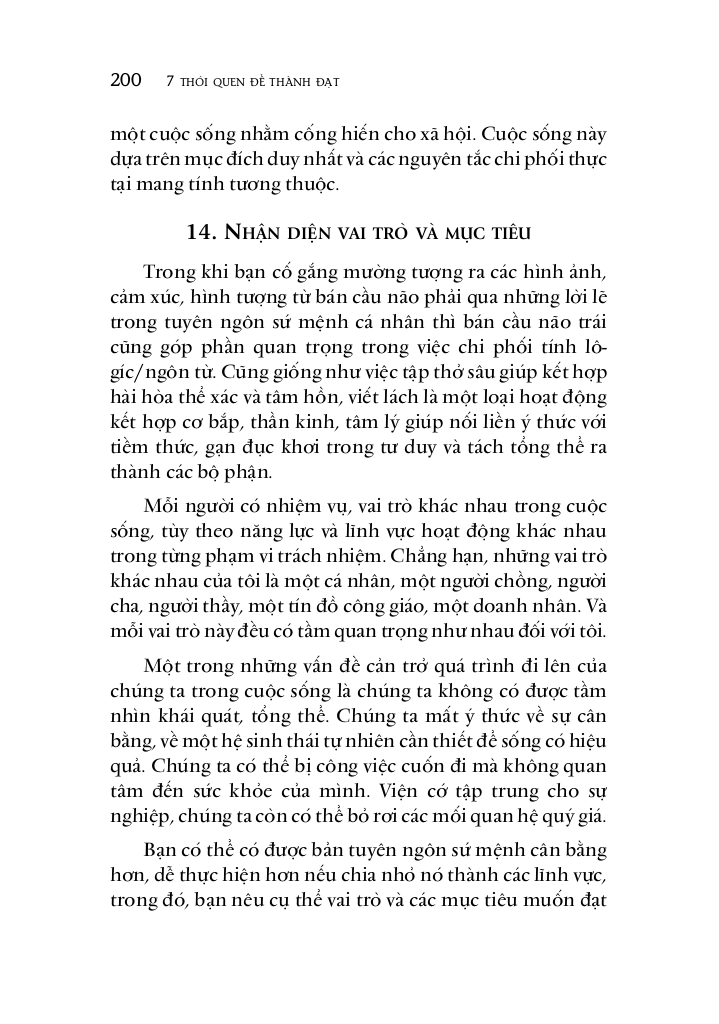 200 7 THÓI QUEN ĐỂ THÀNH ĐẠT
một cuộc sống nhằm cống hiến cho xã hội. Cuộc sống này
dựa trên mục đích duy nhất và các nguyên tắc chi phối thực
tại mang tính tương thuộc.
14. NHẬN DIỆN VAI TRÒ VÀ MỤC TIÊU
Trong khi bạn cố gắng mường tượng ra các hình ảnh,
cảm xúc, hình tượng từ bán cầu não phải qua những lời lẽ
trong tuyên ngôn sứ mệnh cá nhân thì bán cầu não trái
cũng góp phần quan trọng trong việc chi phối tính lô-
gíc/ngôn từ. Cũng giống như việc tập thở sâu giúp kết hợp
hài hòa thể xác và tâm hồn, viết lách là một loại hoạt động
kết hợp cơ bắp, thần kinh, tâm lý giúp nối liền ý thức với
tiềm thức, gạn đục khơi trong tư duy và tách tổng thể ra
thành các bộ phận.
Mỗi người có nhiệm vụ, vai trò khác nhau trong cuộc
sống, tùy theo năng lực và lĩnh vực hoạt động khác nhau
trong từng phạm vi trách nhiệm. Chẳng hạn, những vai trò
khác nhau của tôi là một cá nhân, một người chồng, người
cha, người thầy, một tín đồ công giáo, một doanh nhân. Và
mỗi vai trò này đều có tầm quan trọng như nhau đối với tôi.
Một trong những vấn đề cản trở quá trình đi lên của
chúng ta trong cuộc sống là chúng ta không có được tầm
nhìn khái quát, tổng thể. Chúng ta mất ý thức về sự cân
bằng, về một hệ sinh thái tự nhiên cần thiết để sống có hiệu
quả. Chúng ta có thể bị công việc cuốn đi mà không quan
tâm đến sức khỏe của mình. Viện cớ tập trung cho sự
nghiệp, chúng ta còn có thể bỏ rơi các mối quan hệ quý giá.
Bạn có thể có được bản tuyên ngôn sứ mệnh cân bằng
hơn, dễ thực hiện hơn nếu chia nhỏ nó thành các lĩnh vực,
trong đó, bạn nêu cụ thể vai trò và các mục tiêu muốn đạt